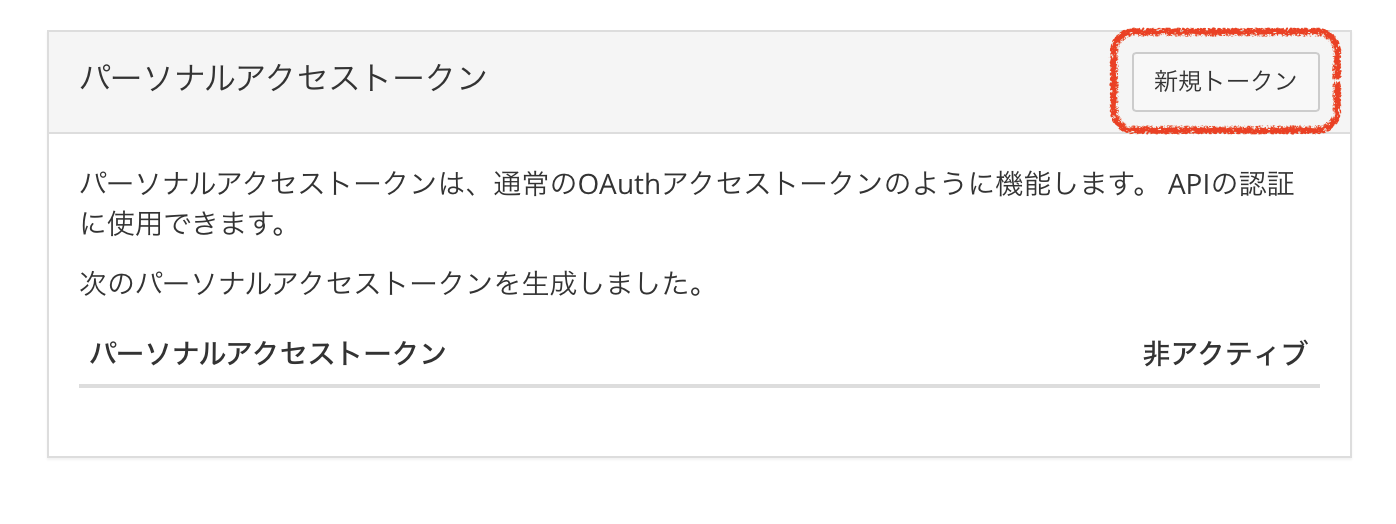 パーソナルアクセストークン
新規トークン
パーソナルアクセストークンは、通常のOAuthアクセストークンのように機能します。 APIの認証
に使用できます。
次のパーソナルアクセストークンを生成しました。
パーソナルアクセストークン
非アクティブ